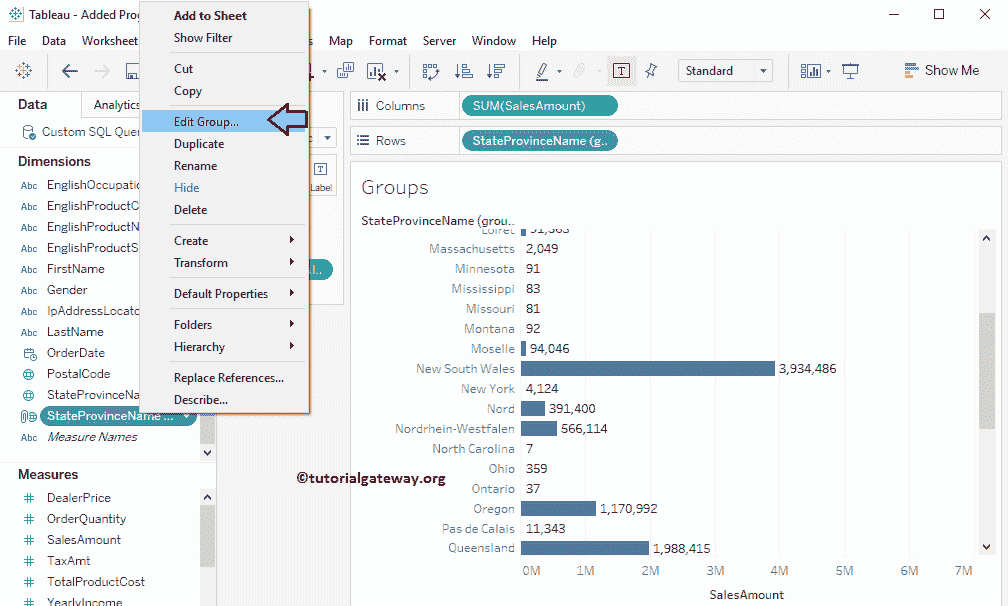 Tableau - Added Pro
File Data Worksheet Map Format Server Window Help
Add to Sheet
Show Filter
Cut
Copy
Edit Group...
Duplicate
Rename
Hide
Delete
Create
Transform
Default Properties
Folders
Hierarchy
Replace References...
Describe...
Standard
Show Me
Data Analytics
Custom SQL Que
Dimensions
Abc EnglishOccupati
Abc EnglishProductC
Abc EnglishProductN
Abc EnglishProductS
Abc FirstName
Abc Gender
Abc IpAddressLocato
Abc LastName
OrderDate
PostalCode
StateProvinceNa
StateProvinceName ...
Abc Measure Names
Measures
# DealerPrice
# OrderQuantity
# SalesAmount
# TaxAmt
# TotalProductCost
# YearlyIncome
T
Label
Columns SUM(SalesAmount)
Rows StateProvinceName (g..
Groups
StateProvinceName (grou..
Loiret 91,563
Massachusetts 2,049
Minnesota 91
Mississippi 83
Missouri 81
Montana 92
Moselle 94,046
New South Wales 3,934,486
New York 4,124
Nord 391,400
Nordrhein-Westfalen 566,114
North Carolina 7
Ohio 359
Ontario 37
Oregon 1,170,992
Pas de Calais 11,343
Queensland 1,988,415
0M 1M 2M 3M 4M 5M 6M 7M
SalesAmount
©tutorialgateway.org